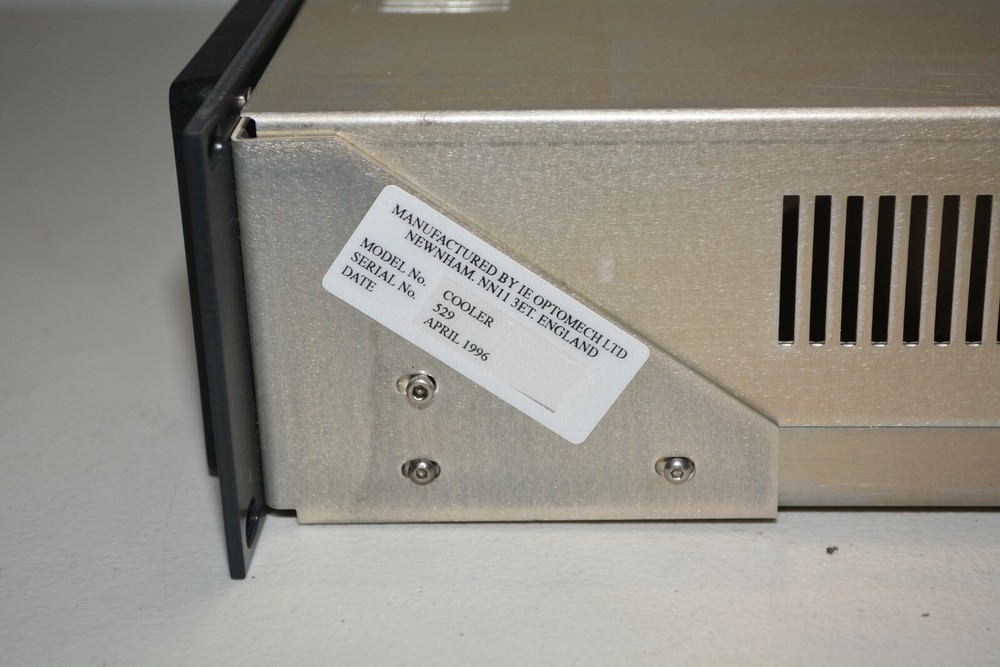 MANUFACTURED BY IE OPTOMECH LTD
NEWNHAM. NN11 3ET. ENGLAND
MODEL No. COOLER
SERIAL No. 529
DATE APRIL 1996